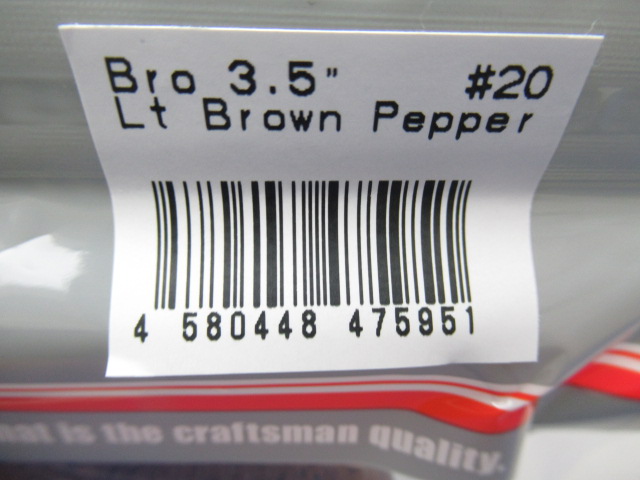 Bro 3.5" #20
Lt Brown Pepper
4 580448 475951
is the craftsman quality.